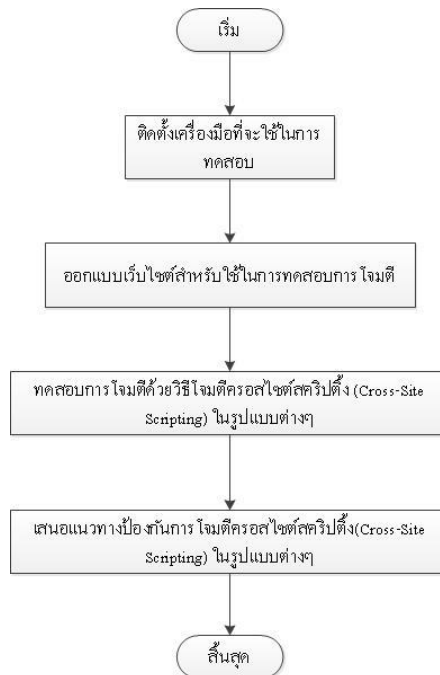 เริ่ม
ติดตั้งเครื่องมือที่จะใช้ในการ
ทดสอบ
ออกแบบเว็บไซต์สำหรับใช้ในการทดสอบการโจมตี
ทดสอบการโจมตีด้วยวิธีโจมตีครอสไซต์สคริปติ้ง (Cross-Site
Scripting) ในรูปแบบต่างๆ
เสนอแนวทางป้องกันการโจมตีครอสไซต์สคริปติ้ง(Cross-Site
Scripting) ในรูปแบบต่างๆ
สิ้นสุด